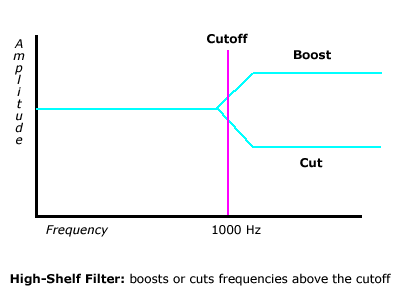 Amplitude
Cutoff
Boost
Cut
Frequency
1000 Hz
High-Shelf Filter: boosts or cuts frequencies above the cutoff